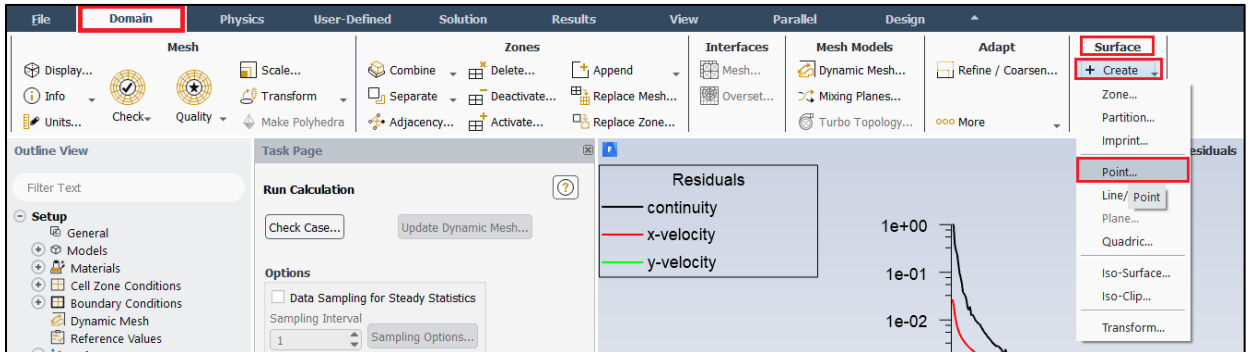 File Domain Physics User-Defined Solution Results View Parallel Design
Mesh Zones Interfaces Mesh Models Adapt Surface
Display... Scale... Combine Delete... Append Mesh... Dynamic Mesh... Refine / Coarsen... + Create
Info Check Quality Transform Separate Deactivate... Replace Mesh... Overset... Mixing Planes...
Units... Make Polyhedra Adjacency... Activate... Replace Zone... Turbo Topology... More
Zone...
Partition...
Imprint...
Point...
Line/
Point
Plane...
Quadric...
Iso-Surface...
Iso-Clip...
Transform...
Outline View
Filter Text
Setup
General
Models
Materials
Cell Zone Conditions
Boundary Conditions
Dynamic Mesh
Reference Values
Task Page
Run Calculation
?
Check Case... Update Dynamic Mesh...
Options
Data Sampling for Steady Statistics
Sampling Interval
1 Sampling Options...
esiduals
Residuals
continuity
x-velocity
y-velocity
1e+00
1e-01
1e-02